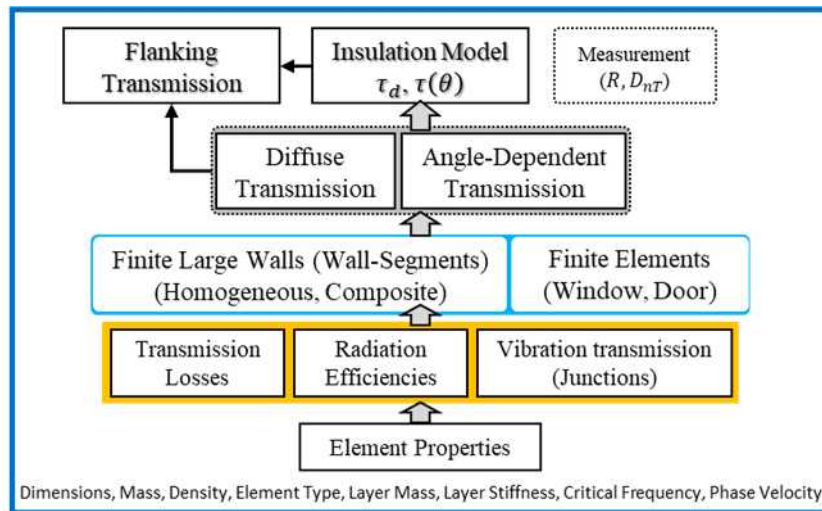 Flanking
Transmission
Insulation Model
τ_d, τ(θ)
Measurement
(R, D_nT)
Diffuse
Transmission
Angle-Dependent
Transmission
Finite Large Walls (Wall-Segments)
(Homogeneous, Composite)
Finite Elements
(Window, Door)
Transmission
Losses
Radiation
Efficiencies
Vibration transmission
(Junctions)
Element Properties
Dimensions, Mass, Density, Element Type, Layer Mass, Layer Stiffness, Critical Frequency, Phase Velocity